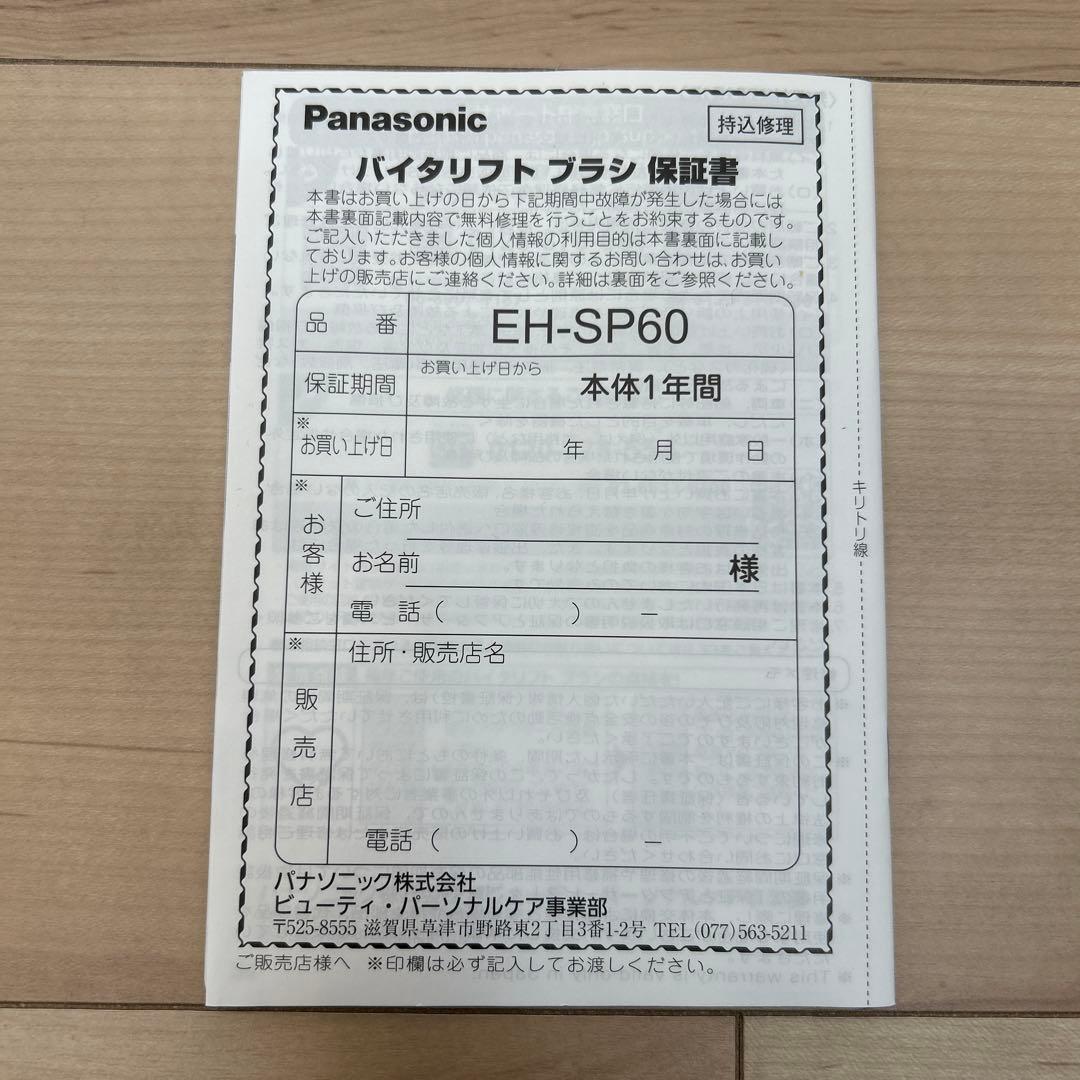 Panasonic
持込修理
バイタリフト ブラシ 保証書
本書はお買い上げの日から下記期間中故障が発生した場合には
本書裏面記載内容で無料修理を行うことをお約束するものです。
ご記入いただきました個人情報の利用目的は本書裏面に記載し
ております。お客様の個人情報に関するお問い合わせは、お買い
上げの販売店にご連絡ください。詳細は裏面をご参照ください。
品番 EH-SP60
保証期間 お買い上げ日から 本体1年間
※お買い上げ日 年 月 日
※お客様
ご住所
お名前 様
電話( ) －
※販売店
住所・販売店名
電話( ) －
パナソニック株式会社
ビューティ・パーソナルケア事業部
〒525-8555 滋賀県草津市野路東2丁目3番1-2号 TEL(077)563-5211
ご販売店様へ ※印欄は必ず記入してお渡しください。
キリトリ線